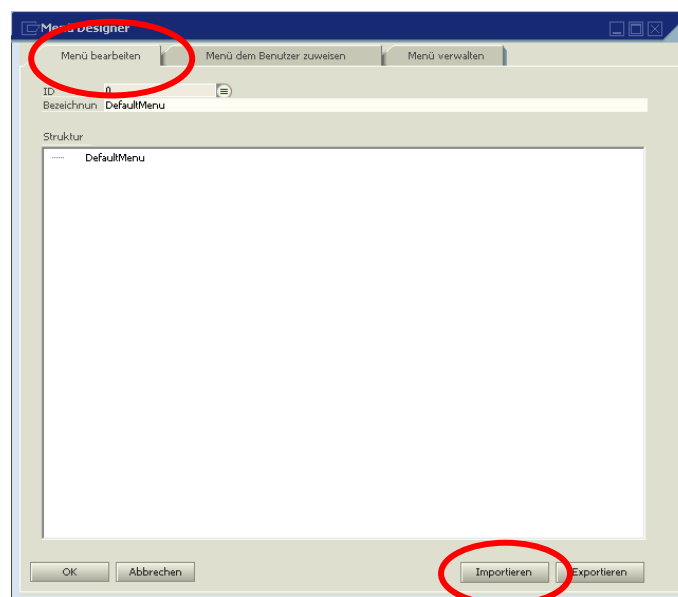 Menü Designer
Menü bearbeiten Menü dem Benutzer zuweisen Menü verwalten
ID 0
Bezeichnun DefaultMenu
Struktur
DefaultMenu
OK Abbrechen Importieren Exportieren